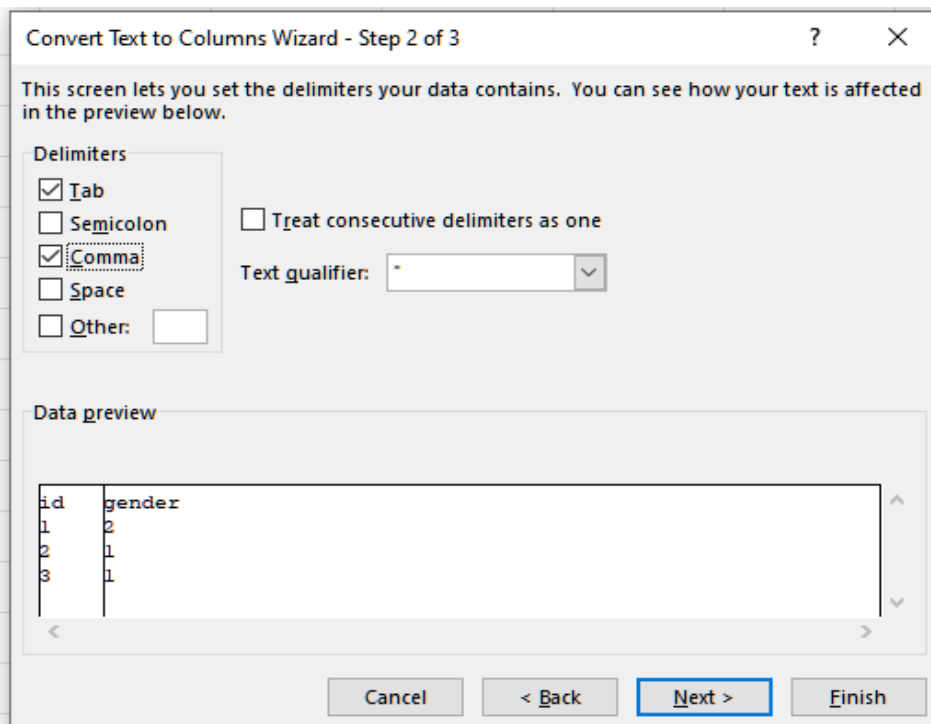 Convert Text to Columns Wizard - Step 2 of 3
?
This screen lets you set the delimiters your data contains. You can see how your text is affected
in the preview below.
Delimiters
Tab
Semicolon
Comma
Space
Other:
Treat consecutive delimiters as one
Text qualifier: "
Data preview
id gender
1 2
2 1
3 1
Cancel < Back Next > Finish